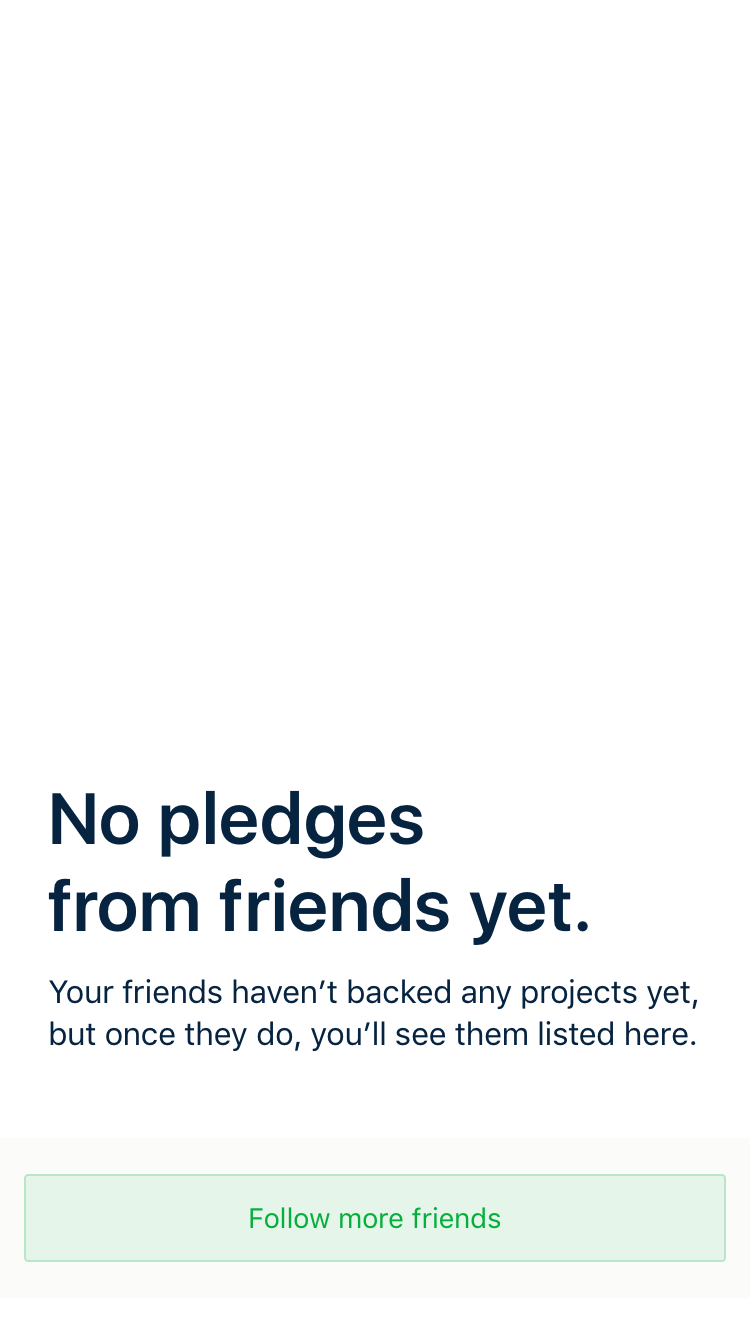 No pledges
from friends yet.
Your friends haven’t backed any projects yet,
but once they do, you’ll see them listed here.
Follow more friends